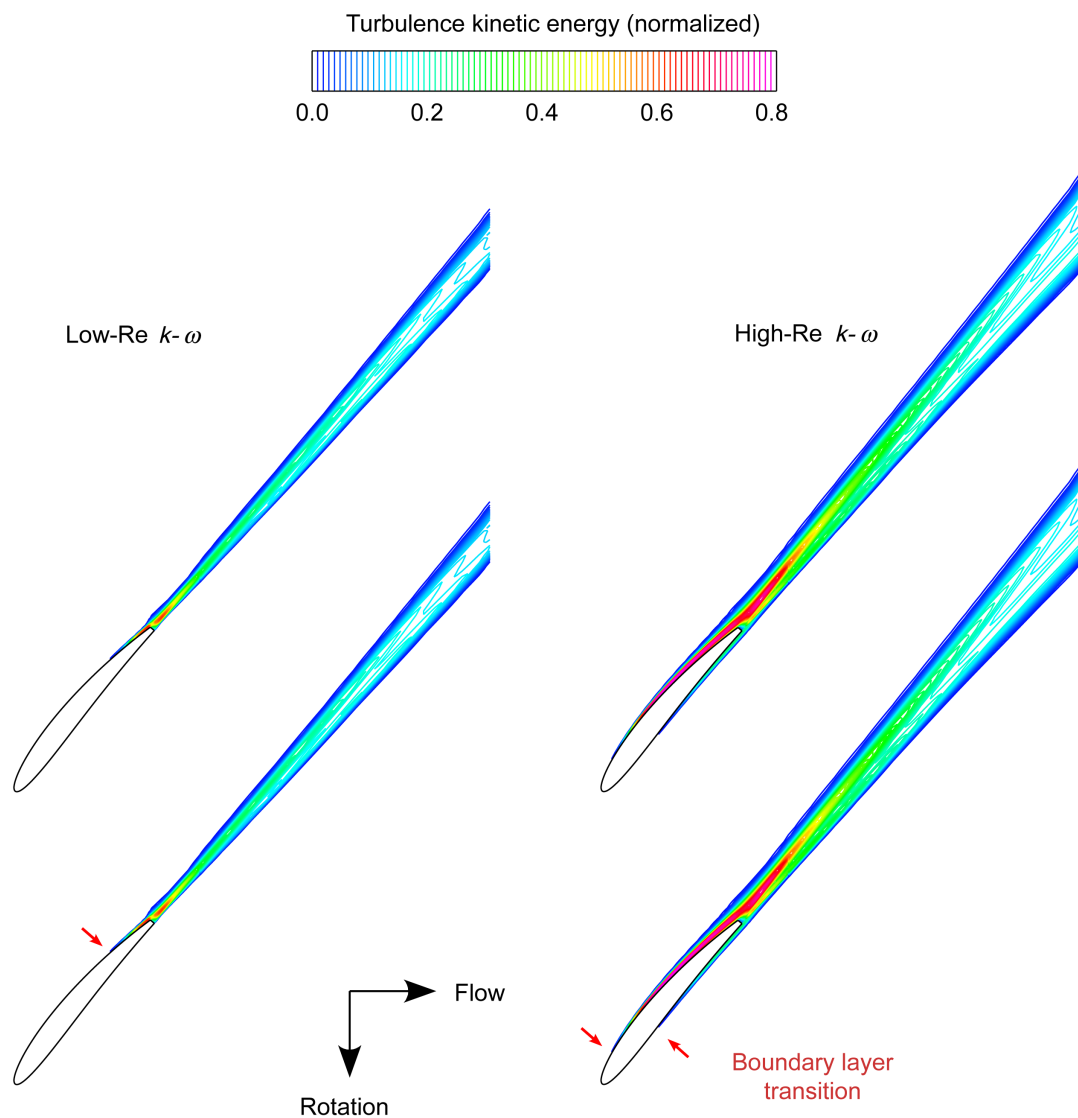 Turbulence kinetic energy (normalized)
0.0 0.2 0.4 0.6 0.8
Low-Re k-ω
High-Re k-ω
Flow
Rotation
Boundary layer
transition